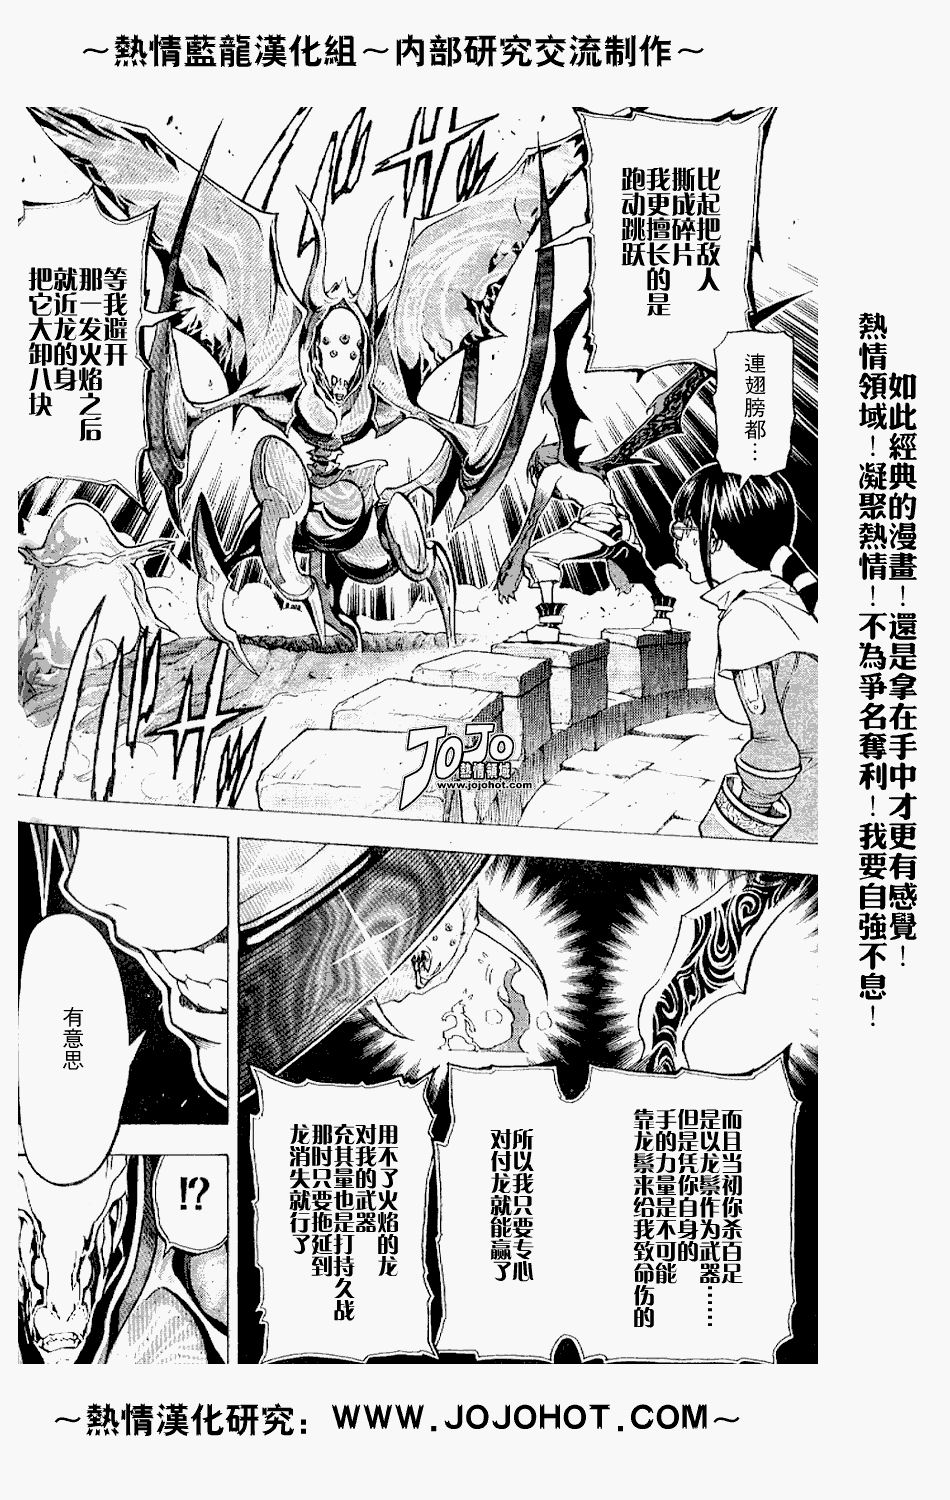 ～熱情藍龍漢化組～内部研究交流制作～
比起把敌人
撕成碎片
我更擅长的是
跑动跳跃
連翅膀都…
等我避开
那一发火焰之后
就近龙的身
把它大卸八块
JOJO
熱情領域
www.jojohot.com
如此經典的漫畫！還是拿在手中才更有感覺！
熱情領域！凝聚熱情！不為爭名奪利！我要自強不息！
而且当初你杀百足
是以龙鬃作为武器……
但是凭你自身的
手的力量是不可能
靠龙鬃来给我致命伤的
所以我只要专心
对付龙就能赢了
用不了火焰的龙
对我的武器
充其量也是打持久战
那时只要拖延到
龙消失就行了
有意思
!?
～熱情漢化研究：WWW.JOJOHOT.COM～